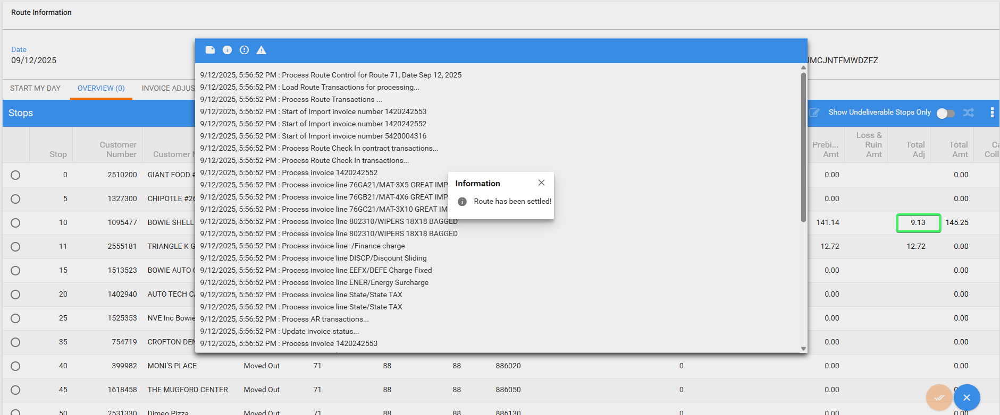 Route Information
Date
09/12/2025
JMCJNTFMWDZFZ
START MY DAY OVERVIEW (0) INVOICE ADJUS
Stops
Show Undeliverable Stops Only
Stop Customer Number Customer N Prebi... Amt Loss & Ruin Amt Total Adj Total Amt Ca Coll
0 2510200 GIANT FOOD # 0.00 0.00
5 1327300 CHIPOTLE #26 0.00 0.00
10 1095477 BOWIE SHELL 141.14 9.13 145.25
11 2555181 TRIANGLE K G 12.72 12.72 0.00
15 1513523 BOWIE AUTO C 0.00 0.00
20 1402940 AUTO TECH CA 0.00 0.00
25 1525353 NVE Inc Bowie 0.00 0.00
35 754719 CROFTON DEN 0.00 0.00
40 399982 MONI'S PLACE Moved Out 71 88 88 886020 0 0.00 0.00
45 1618458 THE MUGFORD CENTER Moved Out 71 88 88 886050 0 0.00
50 2531330 Dimeo Pizza Moved Out 71 88 88 886130 0 0.00
9/12/2025, 5:56:52 PM : Process Route Control for Route 71, Date Sep 12, 2025
9/12/2025, 5:56:52 PM : Load Route Transactions for processing...
9/12/2025, 5:56:52 PM : Process Route Transactions ...
9/12/2025, 5:56:52 PM : Start of Import invoice number 1420242553
9/12/2025, 5:56:52 PM : Start of Import invoice number 1420242552
9/12/2025, 5:56:52 PM : Start of Import invoice number 5420004316
9/12/2025, 5:56:52 PM : Process Route Check In contract transactions...
9/12/2025, 5:56:52 PM : Process Route Check In transactions...
9/12/2025, 5:56:52 PM : Process invoice 1420242552
9/12/2025, 5:56:52 PM : Process invoice line 76GA21/MAT-3X5 GREAT IMP
9/12/2025, 5:56:52 PM : Process invoice line 76GB21/MAT-4X6 GREAT IMP
9/12/2025, 5:56:52 PM : Process invoice line 76GC21/MAT-3X10 GREAT IM
9/12/2025, 5:56:52 PM : Process invoice line 802310/WIPERS 18X18 BAGGED
9/12/2025, 5:56:52 PM : Process invoice line 802310/WIPERS 18X18 BAGGED
9/12/2025, 5:56:52 PM : Process invoice line -/Finance charge
9/12/2025, 5:56:52 PM : Process invoice line DISCP/Discount Sliding
9/12/2025, 5:56:52 PM : Process invoice line EEFX/DEFE Charge Fixed
9/12/2025, 5:56:52 PM : Process invoice line ENER/Energy Surcharge
9/12/2025, 5:56:52 PM : Process invoice line State/State TAX
9/12/2025, 5:56:52 PM : Process invoice line State/State TAX
9/12/2025, 5:56:52 PM : Process AR transactions...
9/12/2025, 5:56:52 PM : Update invoice status...
9/12/2025, 5:56:52 PM : Process invoice 1420242553
Information
Route has been settled!